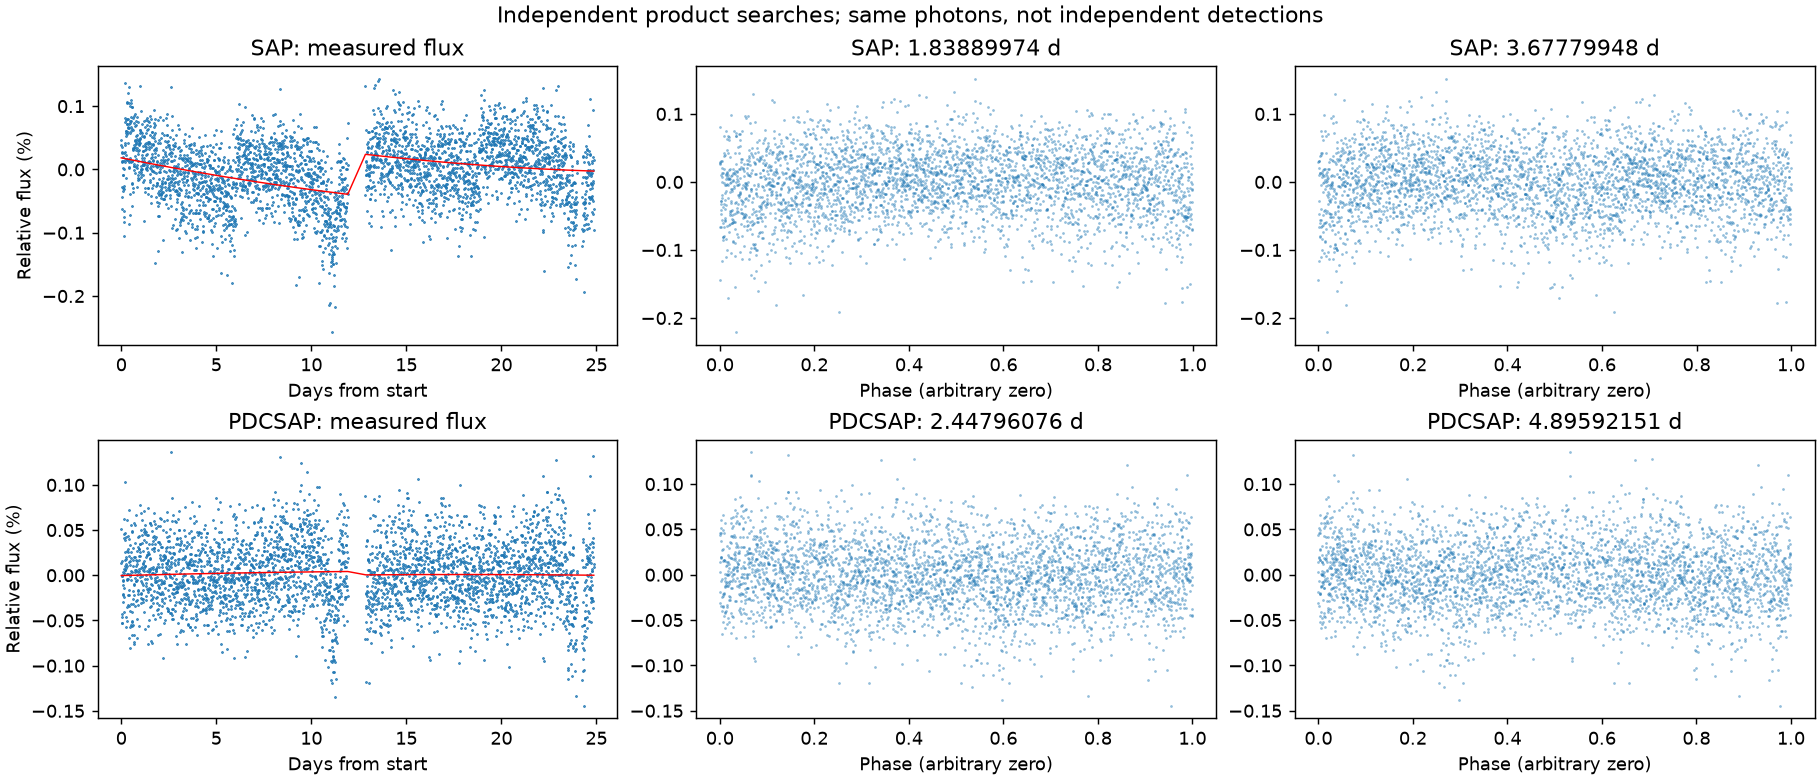 Independent product searches; same photons, not independent detections
SAP: measured flux
SAP: 1.83889974 d
SAP: 3.67779948 d
Relative flux (%)
0.1
0.0
−0.1
−0.2
0 5 10 15 20 25
Days from start
0.1
0.0
−0.1
−0.2
0.0 0.2 0.4 0.6 0.8 1.0
Phase (arbitrary zero)
0.1
0.0
−0.1
−0.2
0.0 0.2 0.4 0.6 0.8 1.0
Phase (arbitrary zero)
PDCSAP: measured flux
PDCSAP: 2.44796076 d
PDCSAP: 4.89592151 d
Relative flux (%)
0.10
0.05
0.00
−0.05
−0.10
−0.15
0 5 10 15 20 25
Days from start
0.10
0.05
0.00
−0.05
−0.10
−0.15
0.0 0.2 0.4 0.6 0.8 1.0
Phase (arbitrary zero)
0.10
0.05
0.00
−0.05
−0.10
−0.15
0.0 0.2 0.4 0.6 0.8 1.0
Phase (arbitrary zero)